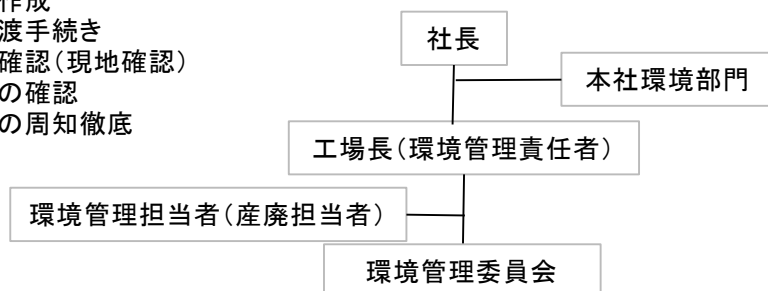 作成
渡手続き
確認（現地確認）
の確認
の周知徹底
社長
本社環境部門
工場長（環境管理責任者）
環境管理担当者（産廃担当者）
環境管理委員会